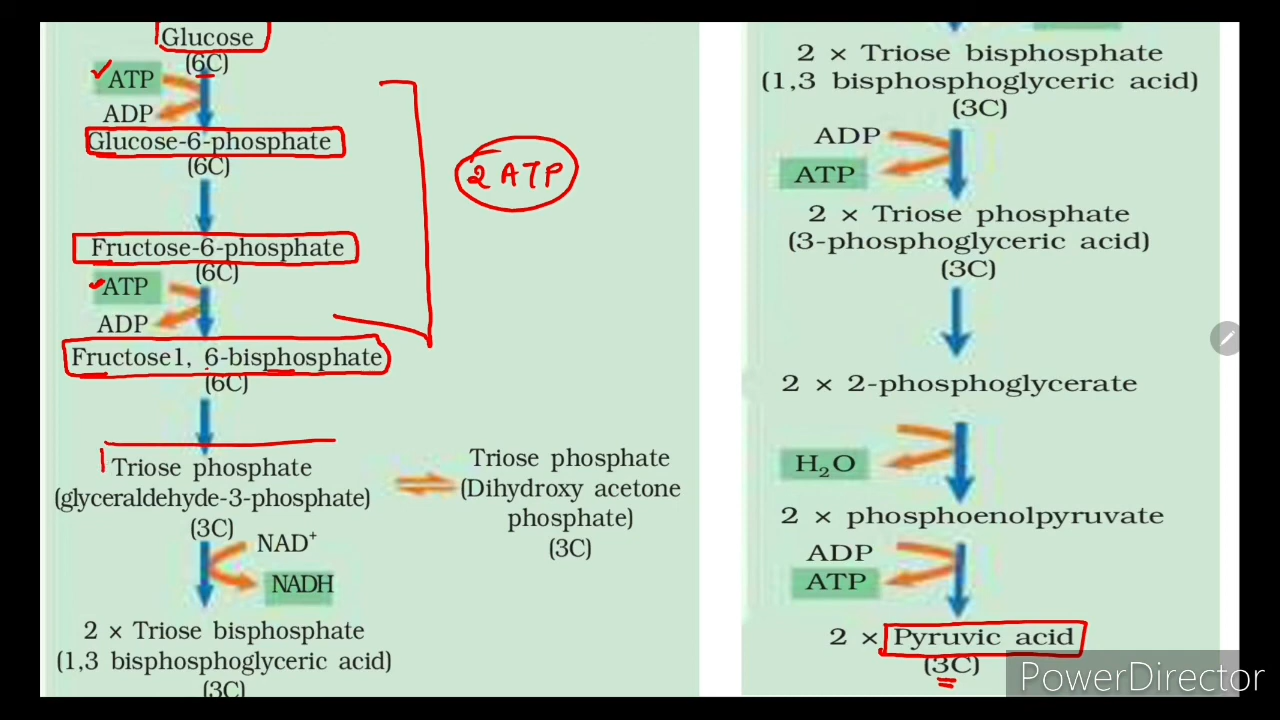 Glucose
(6C)
ATP
ADP
Glucose-6-phosphate
(6C)
2 ATP
Fructose-6-phosphate
(6C)
ATP
ADP
Fructose1, 6-bisphosphate
(6C)
Triose phosphate
(glyceraldehyde-3-phosphate)
(3C)
Triose phosphate
(Dihydroxy acetone
phosphate)
(3C)
NAD⁺
NADH
2 × Triose bisphosphate
(1,3 bisphosphoglyceric acid)
(3C)
2 × Triose bisphosphate
(1,3 bisphosphoglyceric acid)
(3C)
ADP
ATP
2 × Triose phosphate
(3-phosphoglyceric acid)
(3C)
2 × 2-phosphoglycerate
H₂O
2 × phosphoenolpyruvate
ADP
ATP
2 × Pyruvic acid
(3C)
PowerDirector